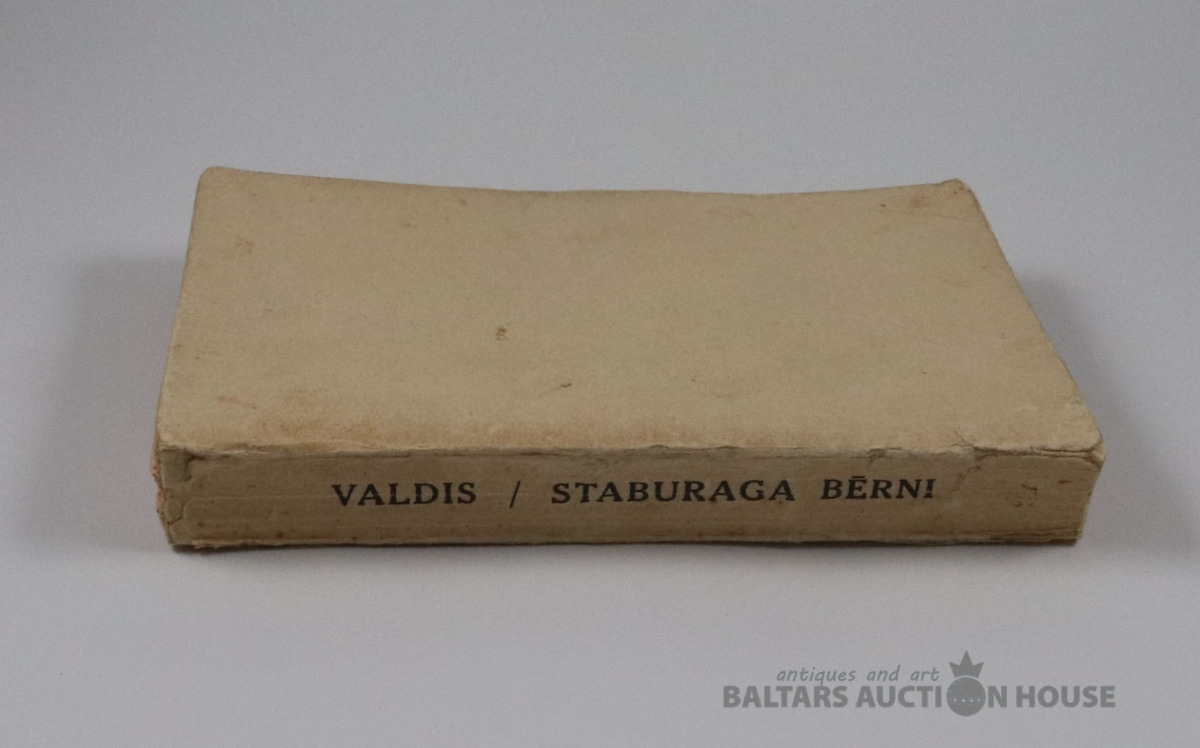 VALDIS / STABURAGA BĒRNI
antiques and art
BALTARS AUCTION HOUSE